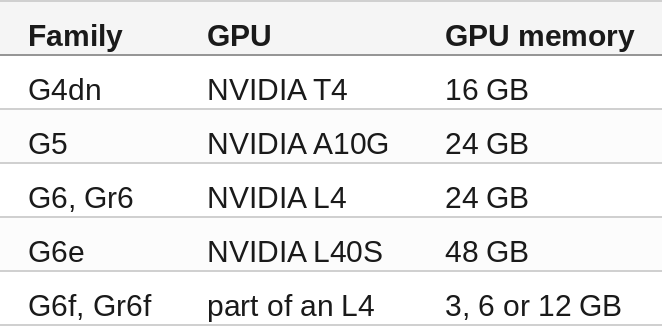 Family GPU GPU memory
G4dn NVIDIA T4 16 GB
G5 NVIDIA A10G 24 GB
G6, Gr6 NVIDIA L4 24 GB
G6e NVIDIA L40S 48 GB
G6f, Gr6f part of an L4 3, 6 or 12 GB